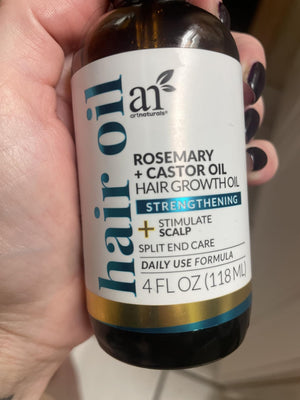 hair oil
an
artnaturals®
ROSEMARY
+ CASTOR OIL
HAIR GROWTH OIL
STRENGTHENING
+ STIMULATE
SCALP
SPLIT END CARE
DAILY USE FORMULA
4 FL OZ (118 ML)